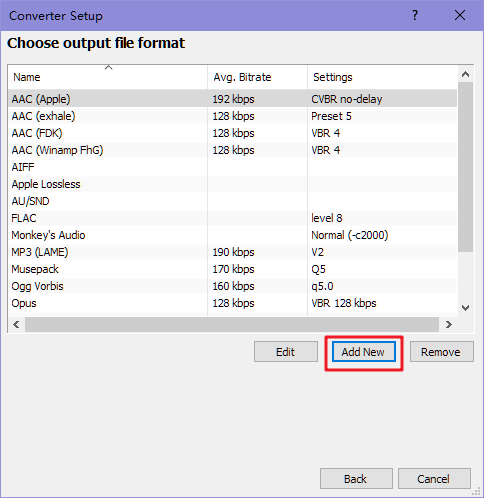 Converter Setup ?
Choose output file format
Name Avg. Bitrate Settings
AAC (Apple) 192 kbps CVBR no-delay
AAC (exhale) 128 kbps Preset 5
AAC (FDK) 128 kbps VBR 4
AAC (Winamp FhG) 128 kbps VBR 4
AIFF
Apple Lossless
AU/SND
FLAC level 8
Monkey's Audio Normal (-c2000)
MP3 (LAME) 190 kbps V2
Musepack 170 kbps Q5
Ogg Vorbis 160 kbps q5.0
Opus 128 kbps VBR 128 kbps
Edit Add New Remove
Back Cancel